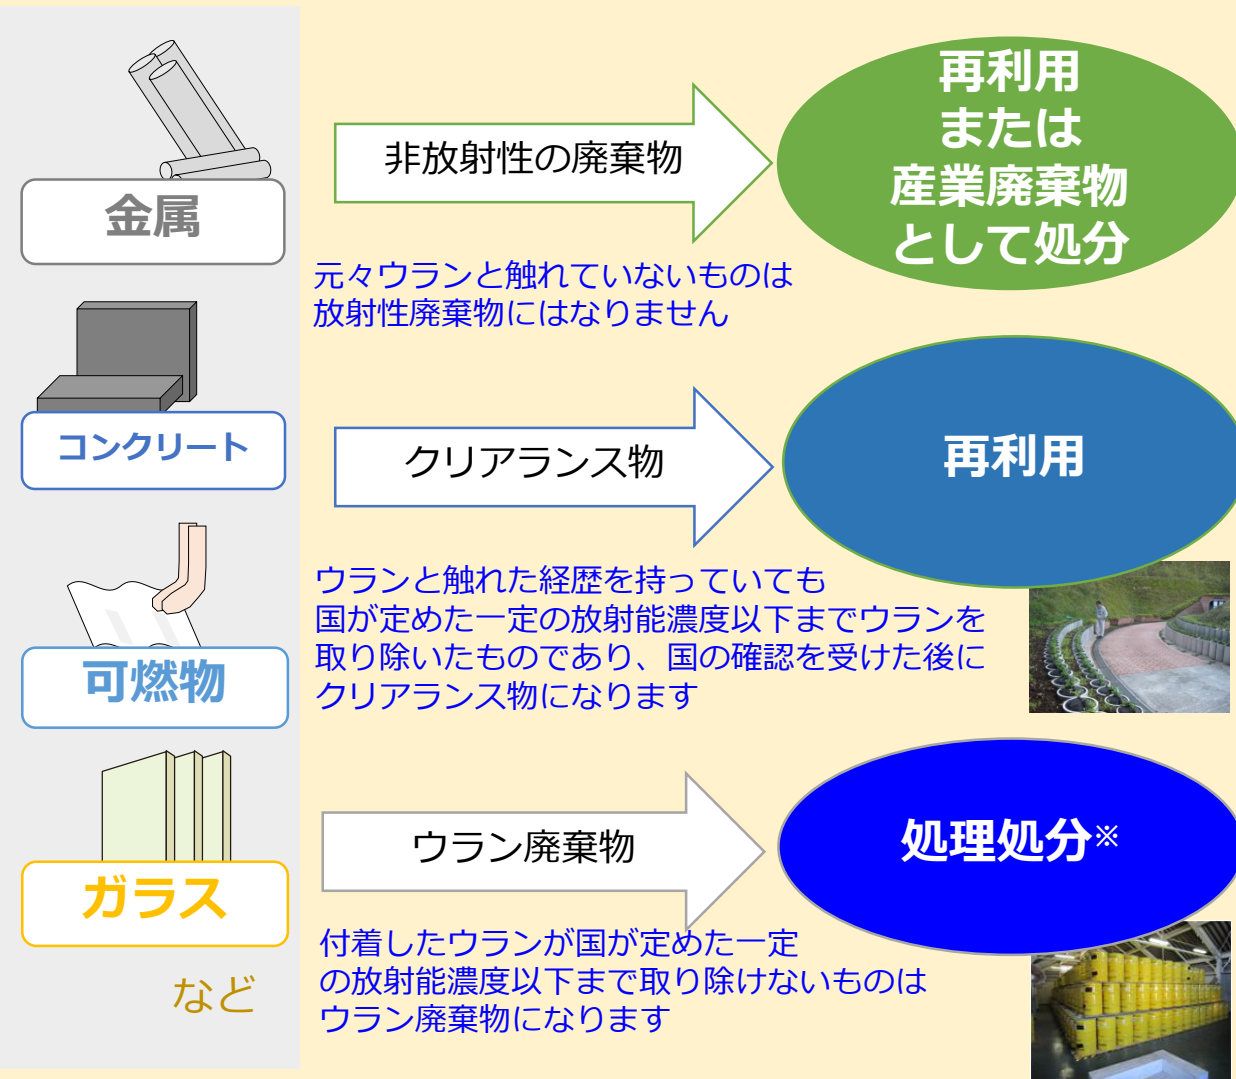 金属
コンクリート
可燃物
ガラス
など
非放射性の廃棄物
再利用
または
産業廃棄物
として処分
元々ウランと触れていないものは
放射性廃棄物にはなりません
クリアランス物
再利用
ウランと触れた経歴を持っていても
国が定めた一定の放射能濃度以下までウランを
取り除いたものであり、国の確認を受けた後に
クリアランス物になります
ウラン廃棄物
処理処分※
付着したウランが国が定めた一定
の放射能濃度以下まで取り除けないものは
ウラン廃棄物になります